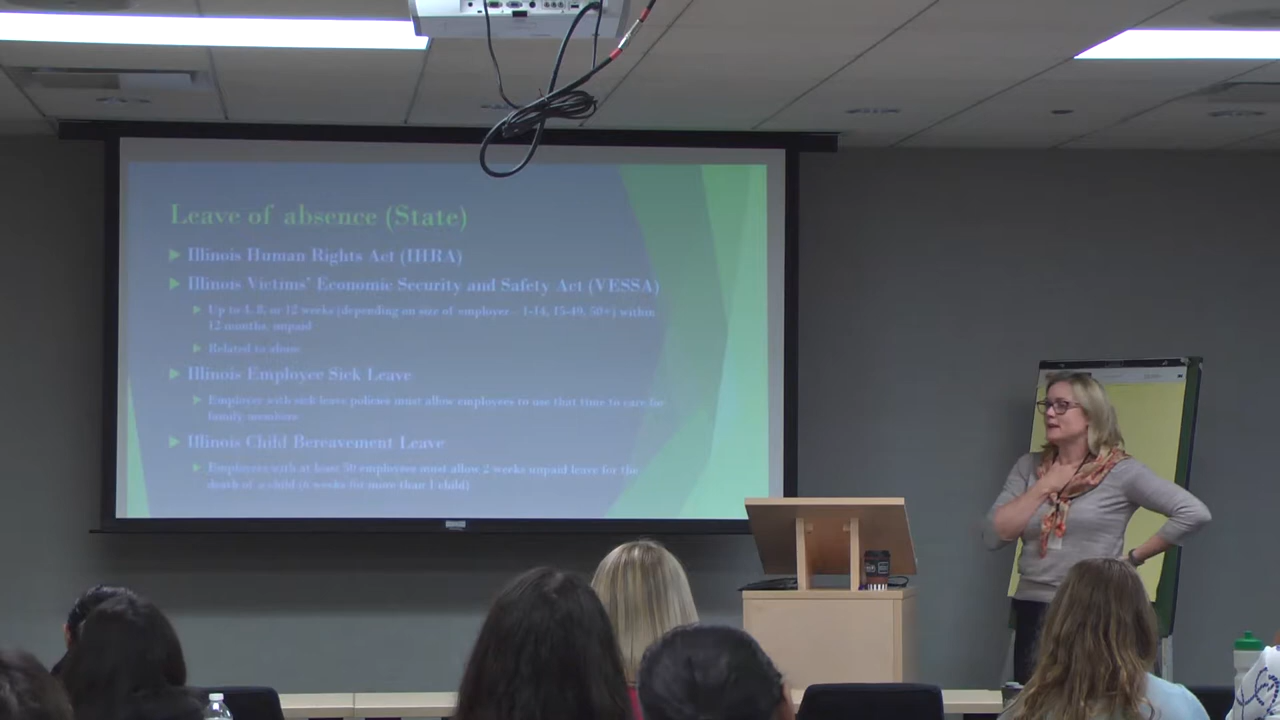 Leave of absence (State)
Illinois Human Rights Act (IHRA)
Illinois Victims' Economic Security and Safety Act (VESSA)
Up to 4, 8, or 12 weeks (depending on size of employer - 1-14, 15-49, 50+) within
12 months, unpaid
Related to abuse
Illinois Employee Sick Leave
Employers with sick leave policies must allow employees to use that time to care for
family members
Illinois Child Bereavement Leave
Employers with at least 50 employees must allow 2 weeks unpaid leave for the
death of a child (6 weeks for more than 1 child)